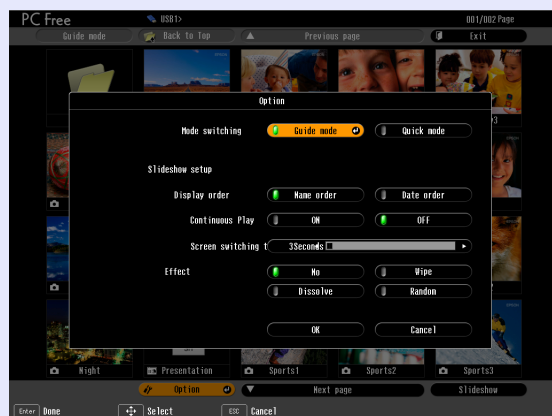 PC Free USB1> 001/002 Page
Guide mode Back to Top Previous page Exit
Option
Mode switching Guide mode Quick mode
Slideshow setup
Display order Name order Date order
Continuous Play ON OFF
Screen switching t 3Seconds
Effect No Wipe
Dissolve Random
OK Cancel
Night Presentation Sports1 Sports2 Sports3
Option Next page Slideshow
Enter Done Select ESC Cancel